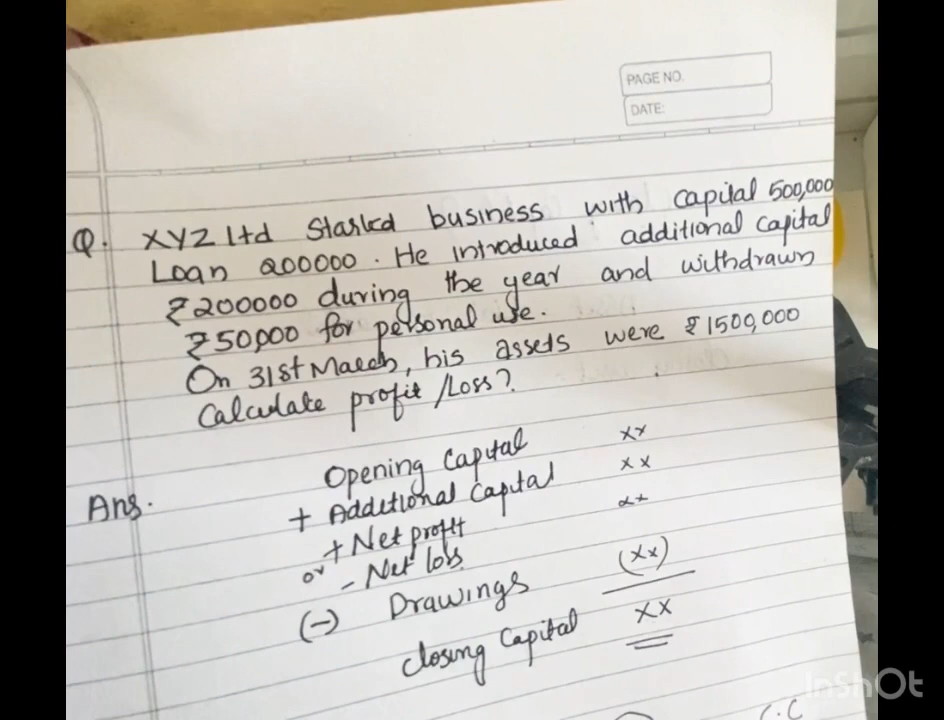 PAGE NO.
DATE:
Q. XYZ Ltd Started business with Capital 500,000
Loan 200000. He introduced additional Capital
₹200000 during the year and withdrawn
₹50,000 for personal use.
On 31st March, his assets were ₹1500,000
Calculate profit /Loss?
Ans. Opening Capital xx
+ Additional Capital xx
+ Net profit xx
or - Net loss
(-) Drawings (xx)
Closing Capital xx
C.C
InShOt